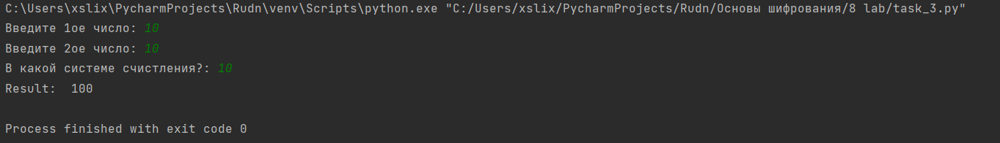 C:\Users\xslix\PycharmProjects\Rudn\venv\Scripts\python.exe "C:/Users/xslix/PycharmProjects/Rudn/Основы шифрования/8 lab/task_3.py"
Введите 1ое число: 10
Введите 2ое число: 10
В какой системе счистления?: 10
Result:  100
Process finished with exit code 0